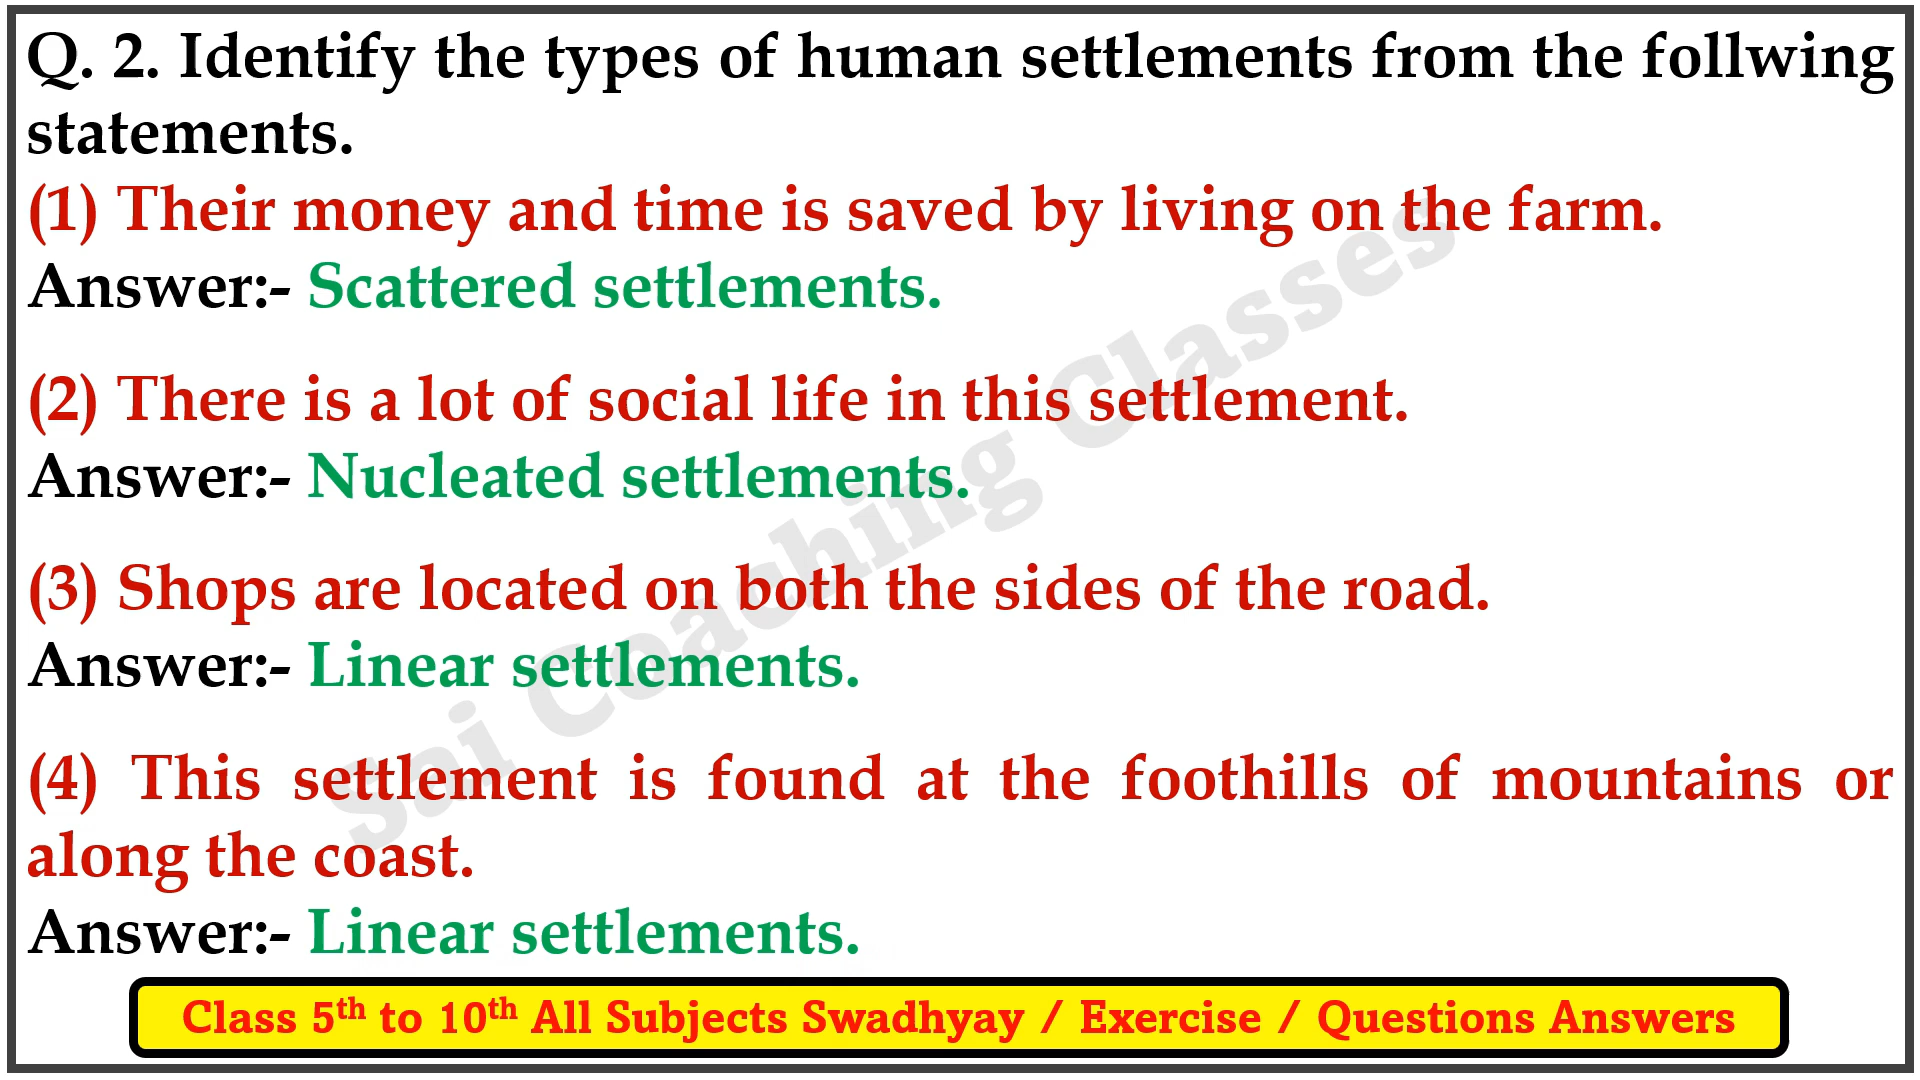 Q. 2. Identify the types of human settlements from the follwing
statements.
(1) Their money and time is saved by living on the farm.
Answer:- Scattered settlements.
(2) There is a lot of social life in this settlement.
Answer:- Nucleated settlements.
(3) Shops are located on both the sides of the road.
Answer:- Linear settlements.
(4) This settlement is found at the foothills of mountains or
along the coast.
Answer:- Linear settlements.
Sai Coaching Classes
Class 5th to 10th All Subjects Swadhyay / Exercise / Questions Answers